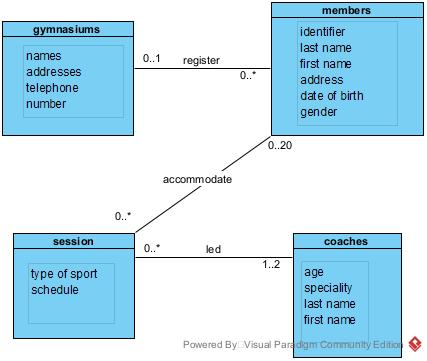 gymnasiums
names
addresses
telephone
number
0..1
register
0..*
members
identifier
last name
first name
address
date of birth
gender
0..20
accommodate
0..*
session
type of sport
schedule
0..*
led
1..2
coaches
age
speciality
last name
first name
Powered By Visual Paradigm Community Edition